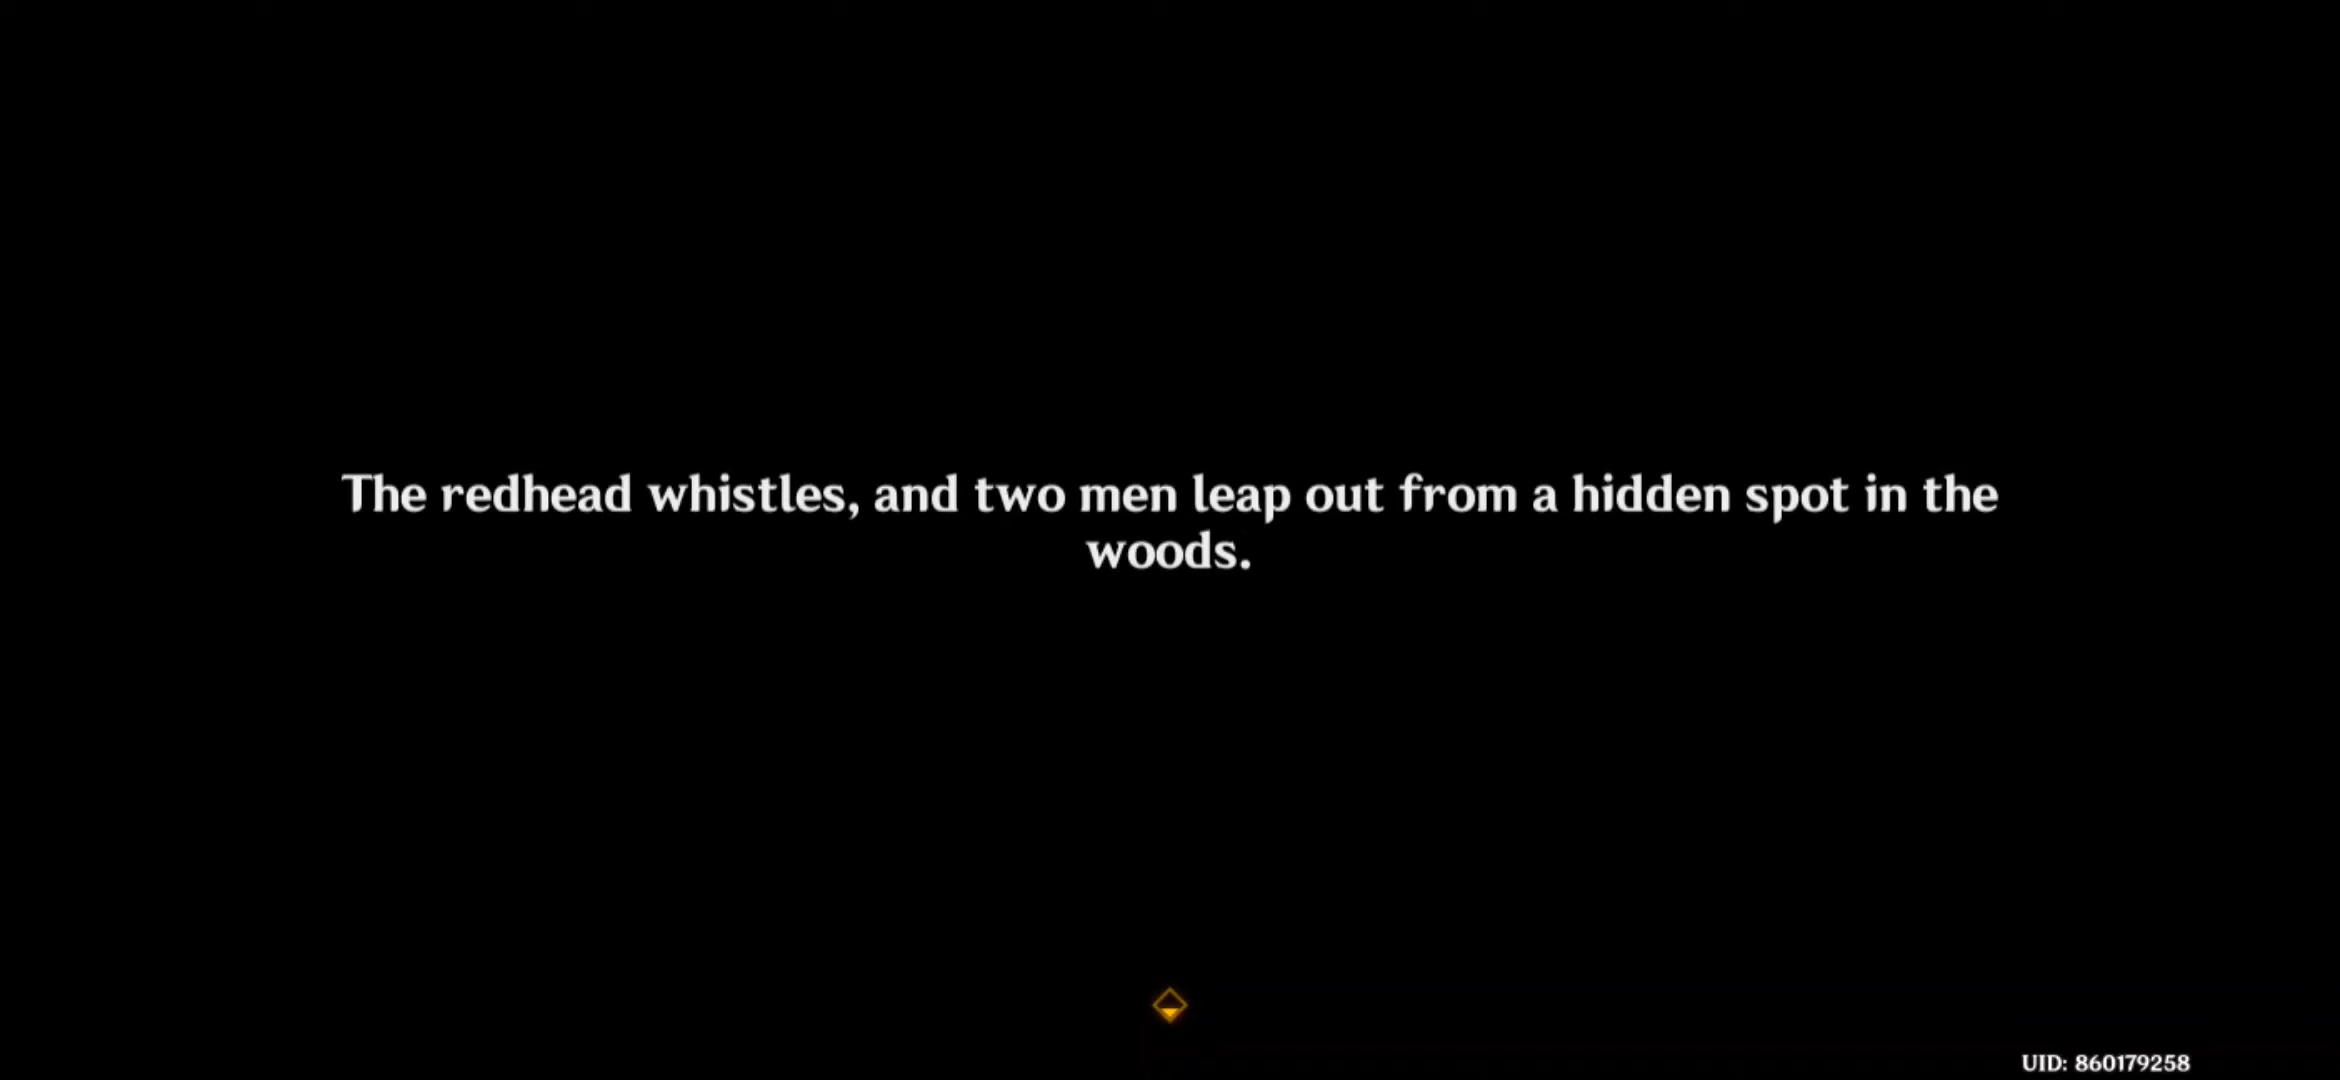 The redhead whistles, and two men leap out from a hidden spot in the
woods.
UID: 860179258